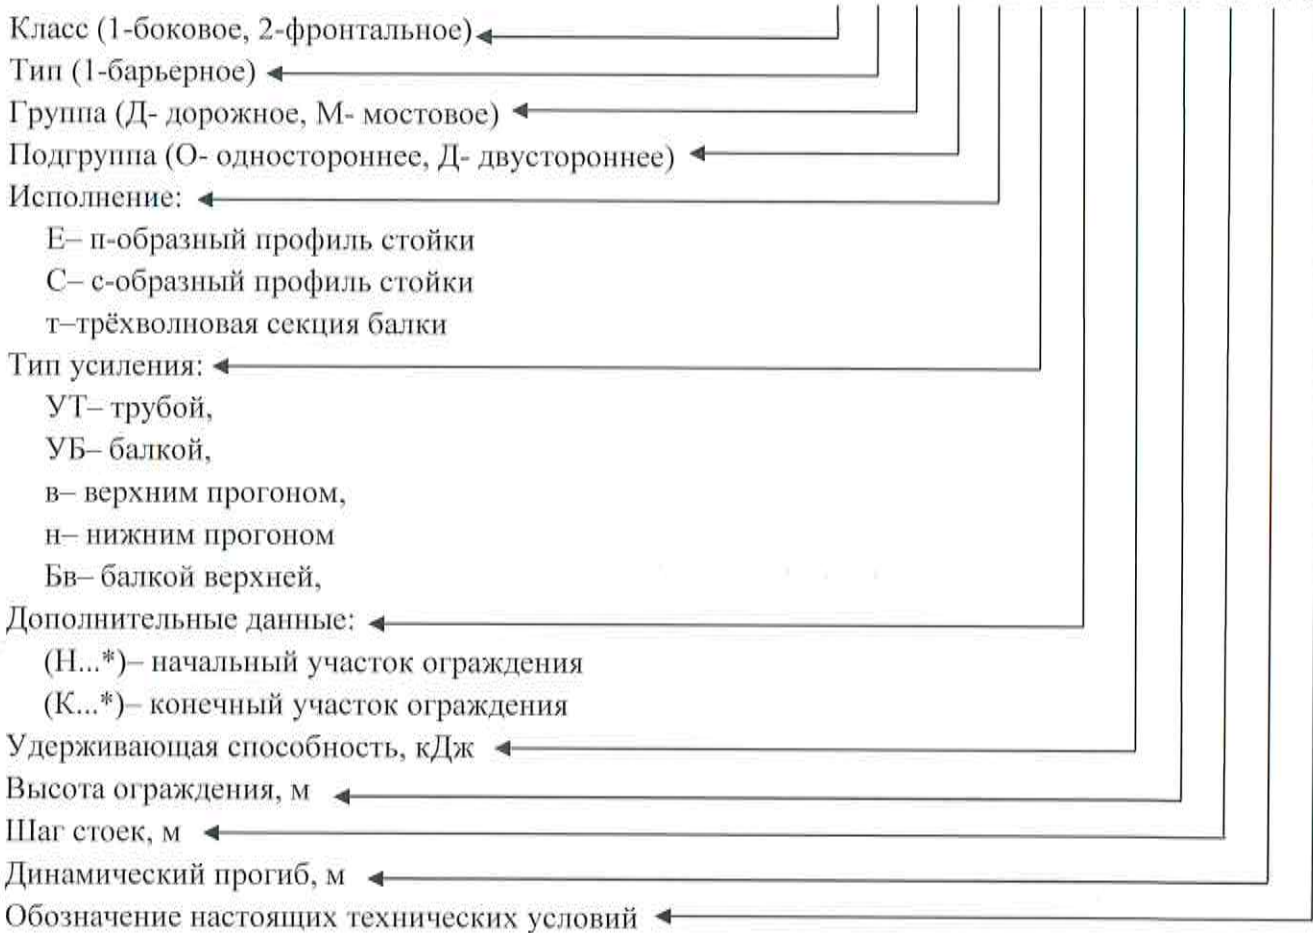 Класс (1-боковое, 2-фронтальное)
Тип (1-барьерное)
Группа (Д- дорожное, М- мостовое)
Подгруппа (О- одностороннее, Д- двустороннее)
Исполнение:
Е– п-образный профиль стойки
С– с-образный профиль стойки
т–трёхволновая секция балки
Тип усиления:
УТ– трубой,
УБ– балкой,
в– верхним прогоном,
н– нижним прогоном
Бв– балкой верхней,
Дополнительные данные:
(Н...*)– начальный участок ограждения
(К...*)– конечный участок ограждения
Удерживающая способность, кДж
Высота ограждения, м
Шаг стоек, м
Динамический прогиб, м
Обозначение настоящих технических условий